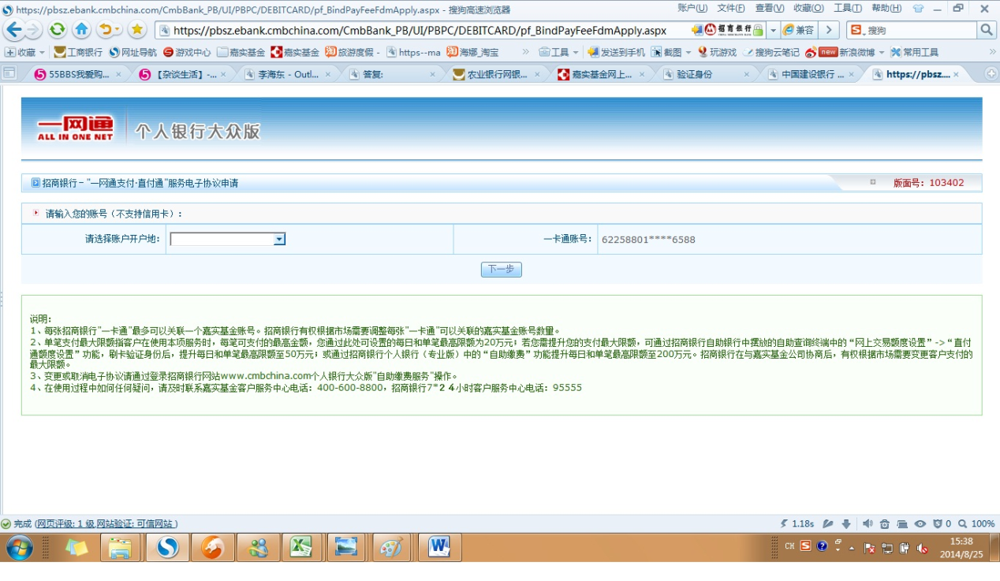 https://pbsz.ebank.cmbchina.com/CmbBank_PB/UI/PBPC/DEBITCARD/pf_BindPayFeeFdmApply.aspx - 搜狗高速浏览器
账户(U) 文件(F) 查看(V) 收藏(O) 工具(T) 帮助(H)
https://pbsz.ebank.cmbchina.com/CmbBank_PB/UI/PBPC/DEBITCARD/pf_BindPayFeeFdmApply.aspx 招商银行 兼容 搜狗
收藏 工商银行 网址导航 游戏中心 嘉实基金 嘉实基金 旅游度假 - https--ma 海娜_淘宝 » 工具 发送到手机 截图 玩游戏 搜狗云笔记 new 新浪微博 常用工具 »
55BBS我爱购... 【杂谈生活】-... 李海东 - Outl... 答复: 农业银行网银... 嘉实基金网上... 验证身份 中国建设银行 ... https://pbsz....
一网通 个人银行大众版
ALL IN ONE NET
招商银行－"一网通支付·直付通"服务电子协议申请 版面号：103402
请输入您的账号（不支持信用卡）：
请选择账户开户地： 一卡通账号： 62258801****6588
下一步
说明：
1、每张招商银行"一卡通"最多可以关联一个嘉实基金账号。招商银行有权根据市场需要调整每张"一卡通"可以关联的嘉实基金账号数量。
2、单笔支付最大限额指客户在使用本项服务时，每笔可支付的最高金额，您通过此处可设置的每日和单笔最高限额为20万元；若您需提升您的支付最大限额，可通过招商银行自助银行中摆放的自助查询终端中的“网上交易额度设置”->“直付
通额度设置”功能，刷卡验证身份后，提升每日和单笔最高限额至50万元；或通过招商银行个人银行（专业版）中的“自助缴费”功能提升每日和单笔最高限额至200万元。招商银行在与嘉实基金公司协商后，有权根据市场需要变更客户支付的
最大限额。
3、变更或取消电子协议请通过登录招商银行网站www.cmbchina.com个人银行大众版"自助缴费服务"操作。
4、在使用过程中如何任何疑问，请及时联系嘉实基金客户服务中心电话：400-600-8800，招商银行7*２４小时客户服务中心电话：95555
完成 (网页评级: 1 级,网站验证: 可信网站 ) 1.18s 0 100%
CH 15:38
2014/8/25